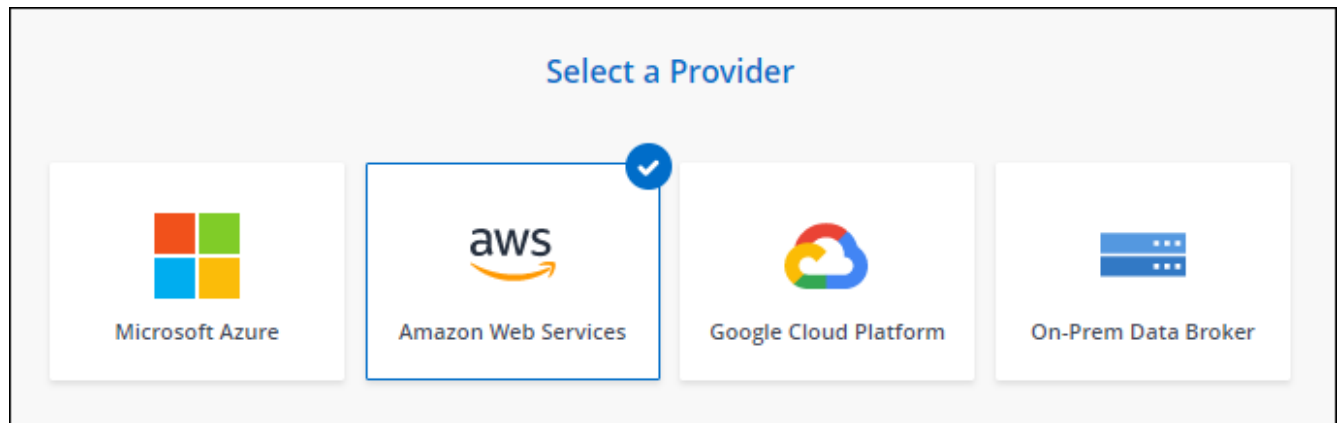 Select a Provider
aws
Microsoft Azure
Amazon Web Services
Google Cloud Platform
On-Prem Data Broker